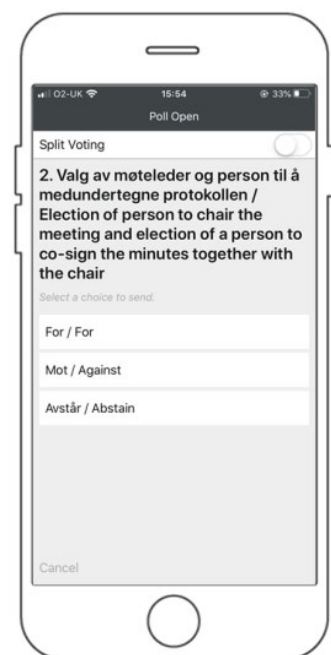 O2-UK 15:54 33%
Poll Open
Split Voting
2. Valg av møteleder og person til å
medundertegne protokollen /
Election of person to chair the
meeting and election of a person to
co-sign the minutes together with
the chair
Select a choice to send.
For / For
Mot / Against
Avstår / Abstain
Cancel